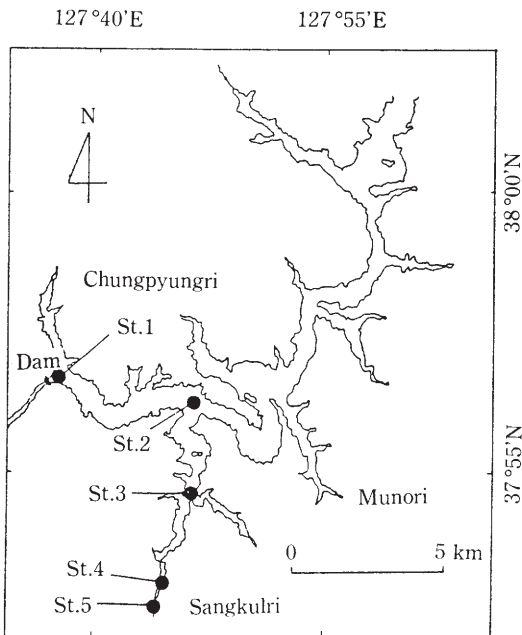 127°40'E
127°55'E
N
38°00'N
Chungpyungri
St.1
Dam
St.2
37°55'N
St.3
Munori
0
5 km
St.4
St.5
Sangkulri